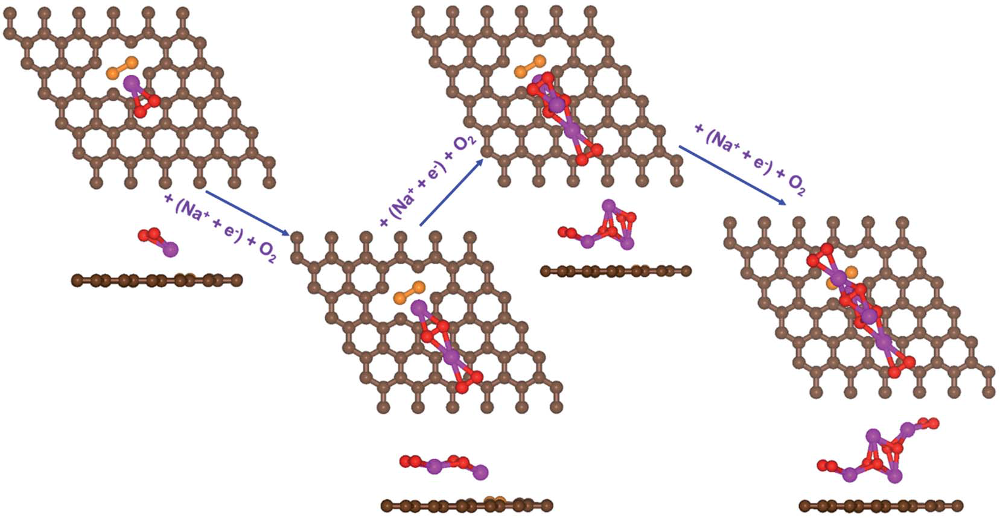 + (Na⁺ + e⁻) + O₂
+ (Na⁺ + e⁻) + O₂
+ (Na⁺ + e⁻) + O₂